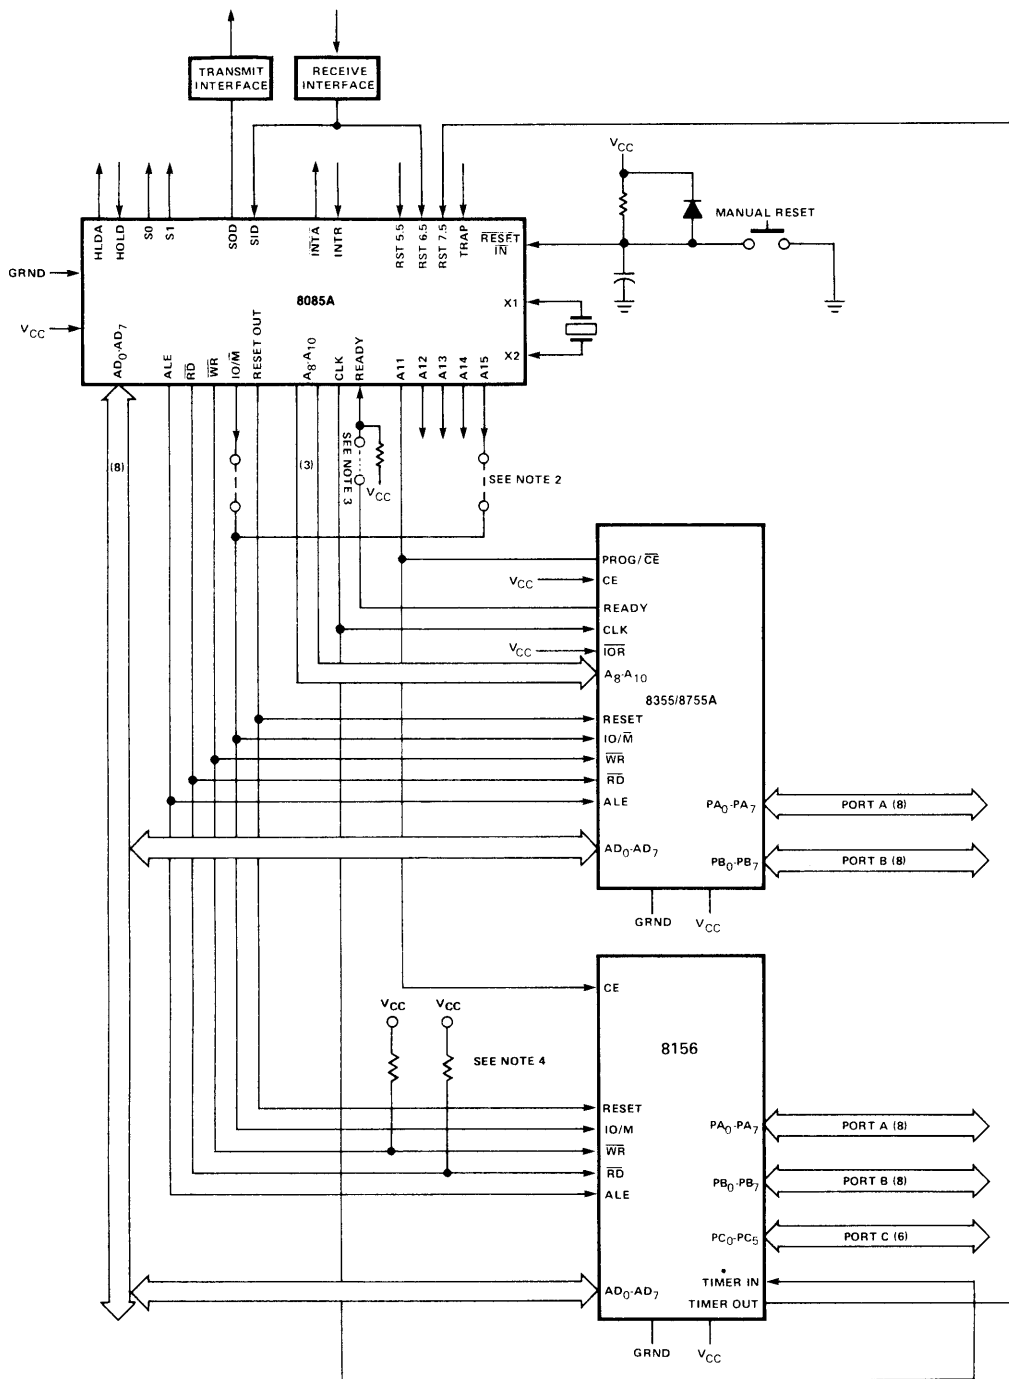 TRANSMIT
INTERFACE
RECEIVE
INTERFACE
HLDA
HOLD
S0
S1
SOD
SID
INTA
INTR
RST 5.5
RST 6.5
RST 7.5
TRAP
RESET
IN
VCC
MANUAL RESET
GRND
VCC
8085A
X1
X2
AD0-AD7
ALE
RD
WR
IO/M
RESET OUT
A8-A10
CLK
READY
A11
A12
A13
A14
A15
(8)
(3)
SEE NOTE 3
VCC
SEE NOTE 2
PROG/CE
VCC
CE
READY
CLK
VCC
IOR
A8-A10
8355/8755A
RESET
IO/M
WR
RD
ALE
AD0-AD7
PA0-PA7
PORT A (8)
PB0-PB7
PORT B (8)
GRND
VCC
CE
VCC
VCC
SEE NOTE 4
8156
RESET
IO/M
WR
RD
ALE
AD0-AD7
PA0-PA7
PORT A (8)
PB0-PB7
PORT B (8)
PC0-PC5
PORT C (6)
TIMER IN
TIMER OUT
GRND
VCC